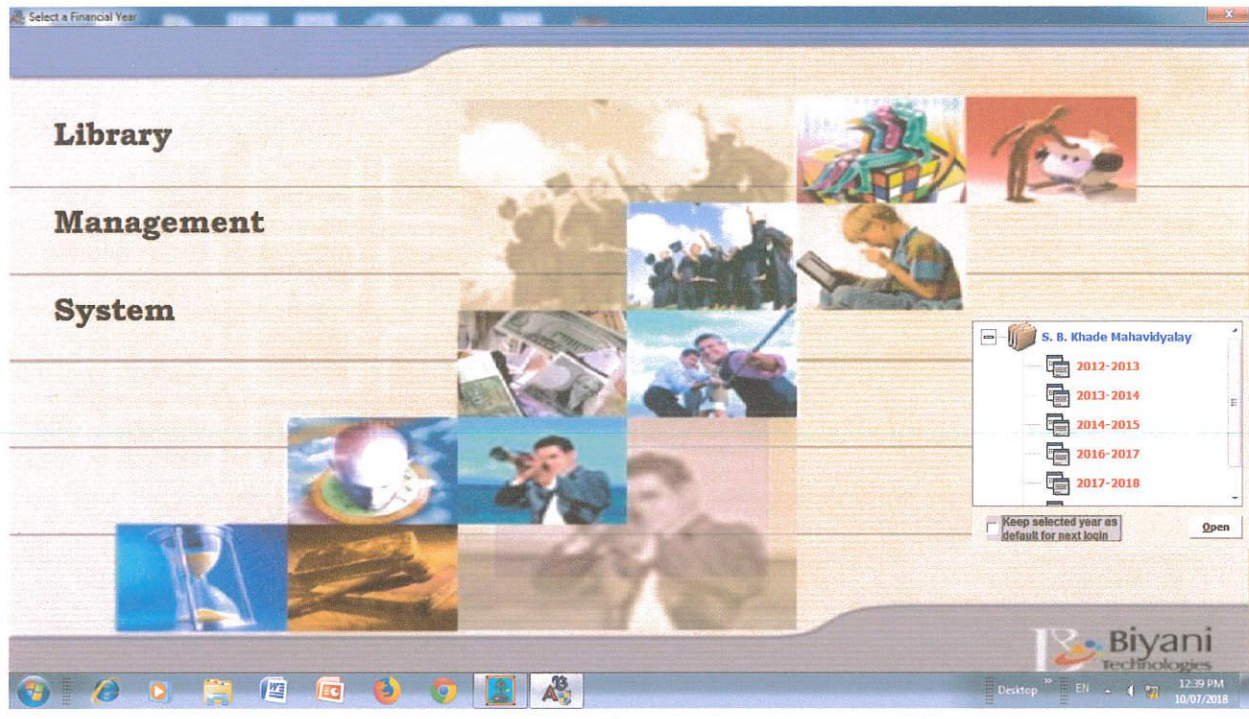 Select a Financial Year
Library
Management
System
S. B. Khade Mahavidyalay
2012-2013
2013-2014
2014-2015
2016-2017
2017-2018
Keep selected year as
default for next login
Open
Biyani
Technologies
Desktop
EN
12:39 PM
10/07/2018